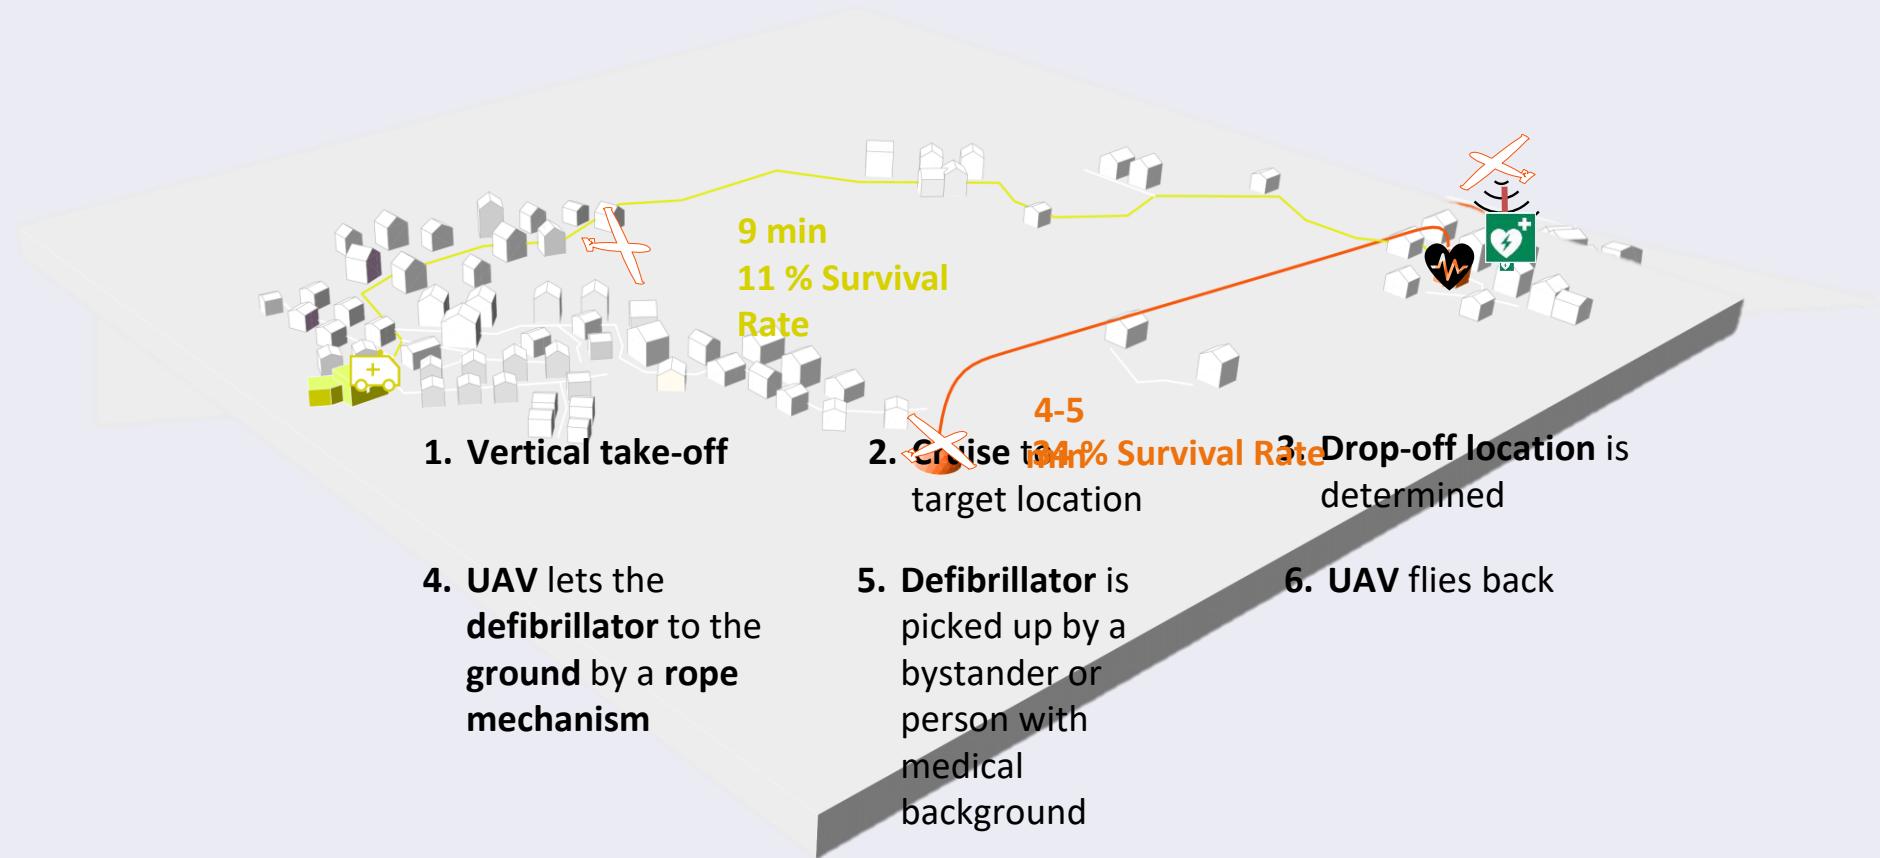 9 min
11 % Survival
Rate
4-5
min
34 % Survival Rate
1. Vertical take-off
2. Cruise to
target location
3. Drop-off location is
determined
4. UAV lets the
defibrillator to the
ground by a rope
mechanism
5. Defibrillator is
picked up by a
bystander or
person with
medical
background
6. UAV flies back